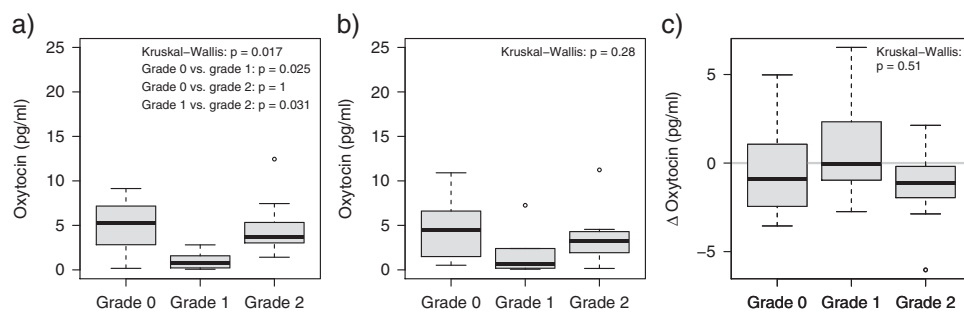 a)
25
20
15
10
5
0
Oxytocin (pg/ml)
Kruskal–Wallis: p = 0.017
Grade 0 vs. grade 1: p = 0.025
Grade 0 vs. grade 2: p = 1
Grade 1 vs. grade 2: p = 0.031
Grade 0 Grade 1 Grade 2
b)
25
20
15
10
5
0
Oxytocin (pg/ml)
Kruskal–Wallis: p = 0.28
Grade 0 Grade 1 Grade 2
c)
5
0
−5
Δ Oxytocin (pg/ml)
Kruskal–Wallis:
p = 0.51
Grade 0 Grade 1 Grade 2